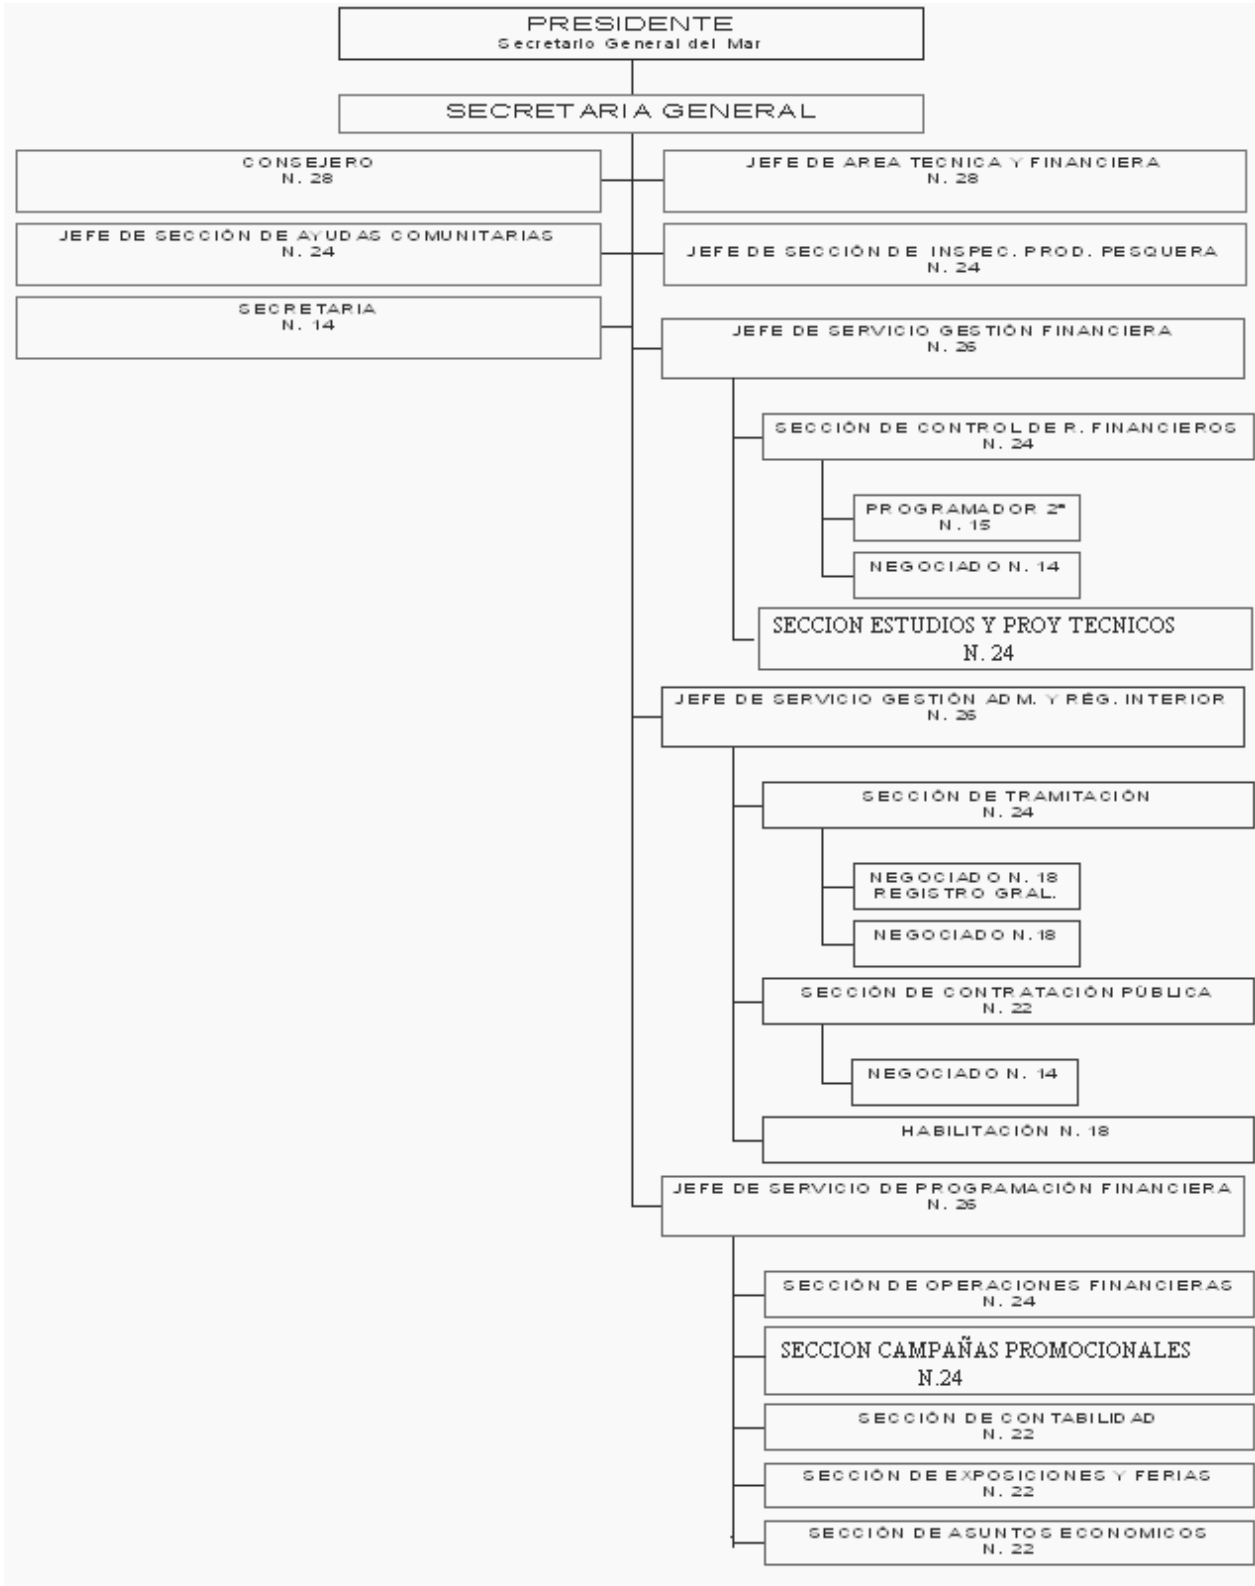 PRESIDENTE
Secretario General del Mar
SECRETARIA GENERAL
CONSEJERO
N. 28
JEFE DE AREA TECNICA Y FINANCIERA
N. 28
JEFE DE SECCIÓN DE AYUDAS COMUNITARIAS
N. 24
JEFE DE SECCIÓN DE INSPEC. PROD. PESQUERA
N. 24
SECRETARIA
N. 14
JEFE DE SERVICIO GESTIÓN FINANCIERA
N. 26
SECCIÓN DE CONTROL DE R. FINANCIEROS
N. 24
PROGRAMADOR 2ª
N. 15
NEGOCIADO N. 14
SECCION ESTUDIOS Y PROY TECNICOS
N. 24
JEFE DE SERVICIO GESTIÓN ADM. Y RÉG. INTERIOR
N. 26
SECCIÓN DE TRAMITACIÓN
N. 24
NEGOCIADO N. 18
REGISTRO GRAL.
NEGOCIADO N.18
SECCIÓN DE CONTRATACIÓN PÚBLICA
N. 22
NEGOCIADO N. 14
HABILITACIÓN N. 18
JEFE DE SERVICIO DE PROGRAMACIÓN FINANCIERA
N. 26
SECCIÓN DE OPERACIONES FINANCIERAS
N. 24
SECCION CAMPAÑAS PROMOCIONALES
N.24
SECCIÓN DE CONTABILIDAD
N. 22
SECCIÓN DE EXPOSICIONES Y FERIAS
N. 22
SECCIÓN DE ASUNTOS ECONOMICOS
N. 22